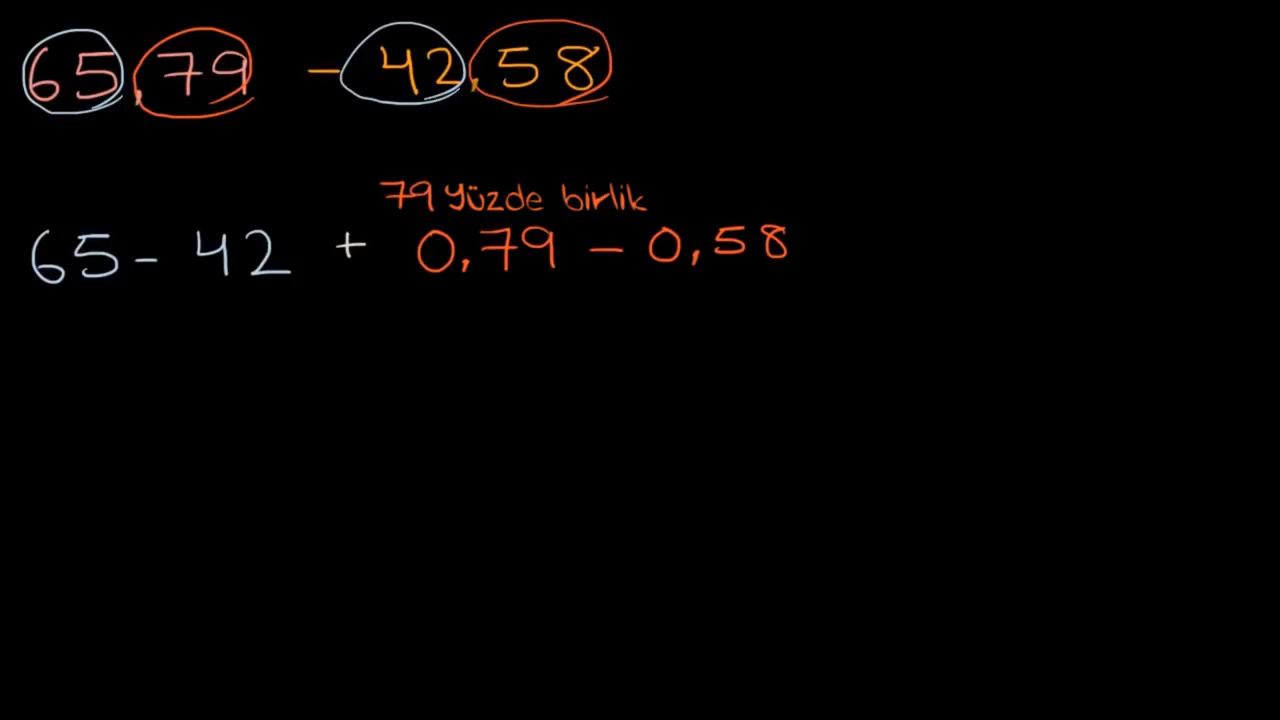 65,79 - 42,58
79 yüzde birlik
65 - 42 + 0,79 - 0,58